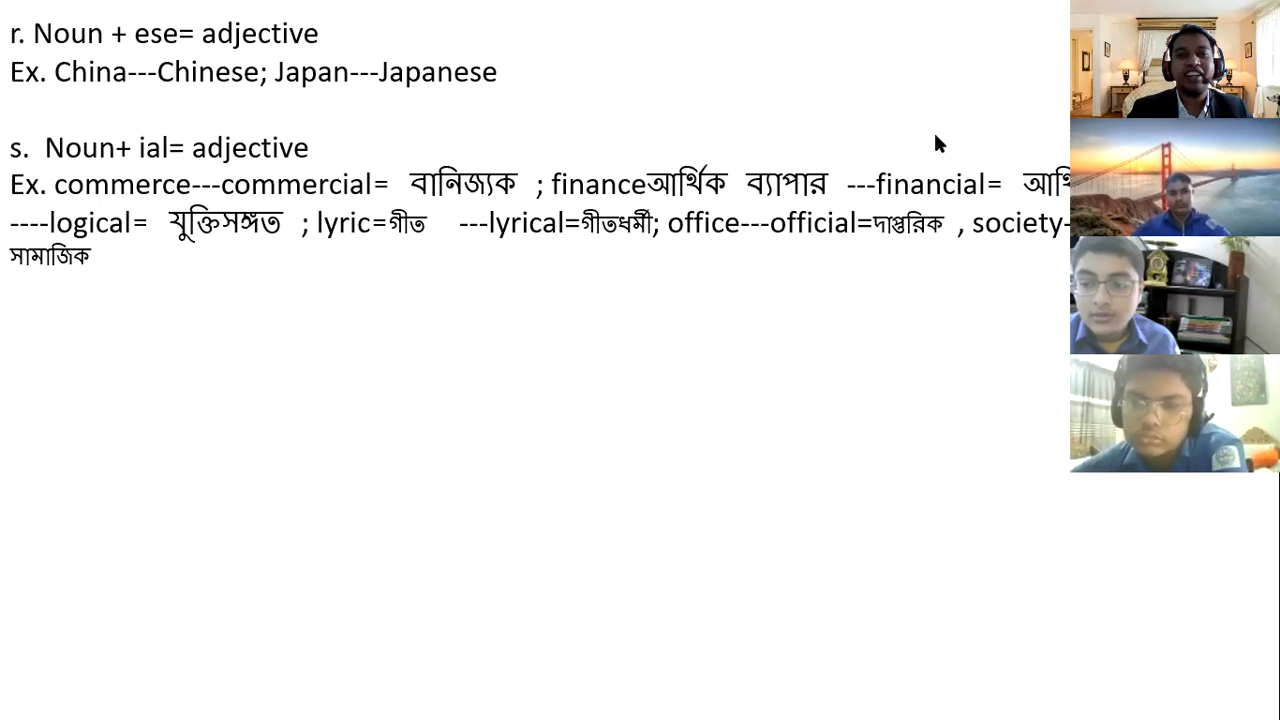 r. Noun + ese= adjective
Ex. China---Chinese; Japan---Japanese
s. Noun+ ial= adjective
Ex. commerce---commercial= বানিজ্যক ; financeআর্থিক ব্যাপার ---financial=
----logical= যুক্তিসঙ্গত ; lyric=গীত ---lyrical=গীতধর্মী; office---official=দাপ্তরিক , society-
সামাজিক